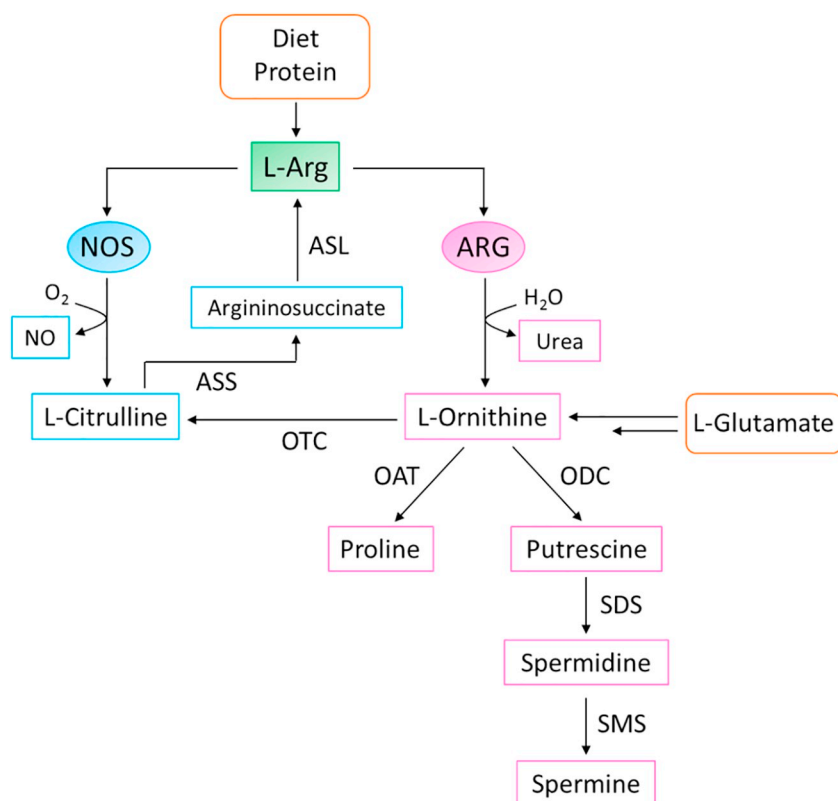 Diet
Protein
L-Arg
NOS
ASL
ARG
O₂
NO
Argininosuccinate
H₂O
Urea
ASS
L-Citrulline
OTC
L-Ornithine
L-Glutamate
OAT
ODC
Proline
Putrescine
SDS
Spermidine
SMS
Spermine